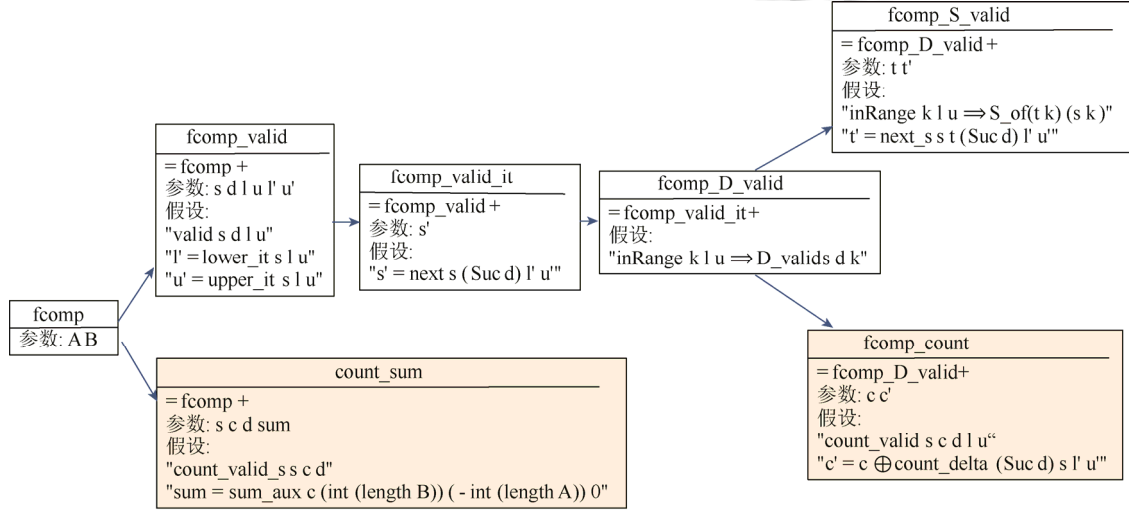 fcomp
参数: A B
fcomp_valid
= fcomp +
参数: s d l u l' u'
假设:
"valid s d l u"
"l' = lower_it s l u"
"u' = upper_it s l u"
fcomp_valid_it
= fcomp_valid +
参数: s'
假设:
"s' = next s (Suc d) l' u'"
fcomp_D_valid
= fcomp_valid_it+
假设:
"inRange k l u ⟹ D_valids d k"
fcomp_S_valid
= fcomp_D_valid +
参数: t t'
假设:
"inRange k l u ⟹ S_of(t k) (s k)"
"t' = next_s s t (Suc d) l' u'"
count_sum
= fcomp +
参数: s c d sum
假设:
"count_valid_s s c d"
"sum = sum_aux c (int (length B)) ( - int (length A)) 0"
fcomp_count
= fcomp_D_valid+
参数: c c'
假设:
"count_valid s c d l u“
"c' = c ⊕ count_delta (Suc d) s l' u'"